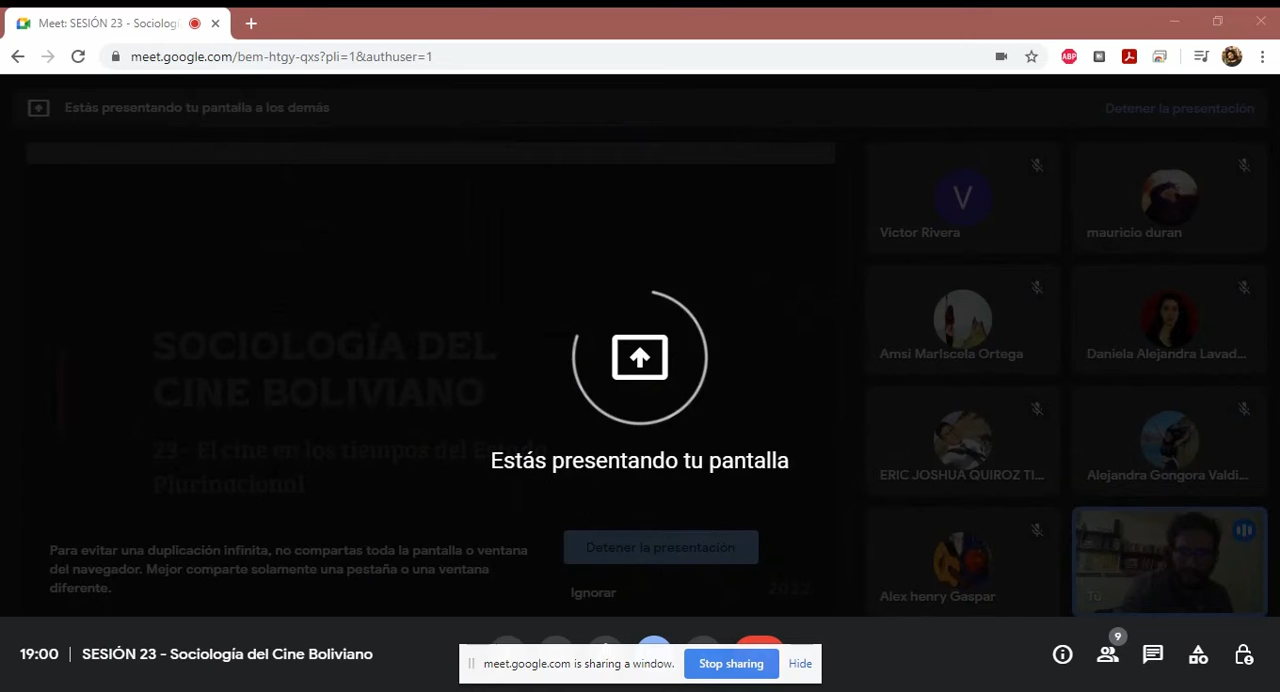 Meet: SESIÓN 23 - Sociolog
meet.google.com/bem-htgy-qxs?pli=1&authuser=1
ABP
Estás presentando tu pantalla a los demás
Detener la presentación
V
Victor Rivera
mauricio duran
SOCIOLOGÍA DEL
CINE BOLIVIANO
23- El cine en los tiempos del Estado
Plurinacional
Amsi Mariscela Ortega
Daniela Alejandra Lavad...
Estás presentando tu pantalla
ERIC JOSHUA QUIROZ TI...
Alejandra Gongora Valdi...
Para evitar una duplicación infinita, no compartas toda la pantalla o ventana
del navegador. Mejor comparte solamente una pestaña o una ventana
diferente.
Detener la presentación
Ignorar
2022
Alex henry Gaspar
Tú
19:00 | SESIÓN 23 - Sociología del Cine Boliviano
meet.google.com is sharing a window.
Stop sharing
Hide
9